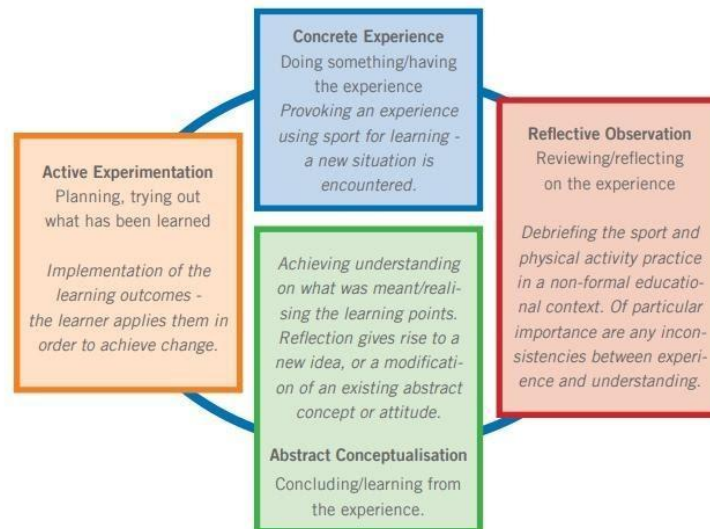 Concrete Experience
Doing something/having
the experience
Provoking an experience
using sport for learning -
a new situation is
encountered.
Reflective Observation
Reviewing/reflecting
on the experience
Debriefing the sport and
physical activity practice
in a non-formal educatio-
nal context. Of particular
importance are any incon-
sistencies between experi-
ence and understanding.
Achieving understanding
on what was meant/reali-
sing the learning points.
Reflection gives rise to a
new idea, or a modificati-
on of an existing abstract
concept or attitude.
Abstract Conceptualisation
Concluding/learning from
the experience.
Active Experimentation
Planning, trying out
what has been learned
Implementation of the
learning outcomes -
the learner applies them in
order to achieve change.